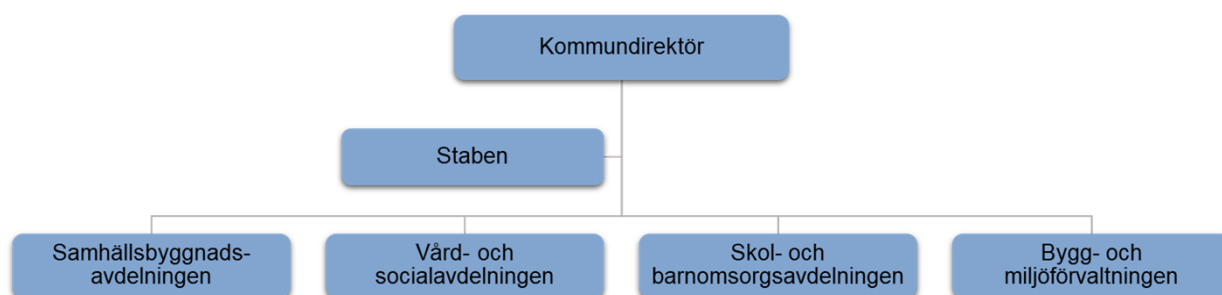 Kommundirektör
Staben
Samhällsbyggnads-
avdelningen
Vård- och
socialavdelningen
Skol- och
barnomsorgsavdelningen
Bygg- och
miljöförvaltningen